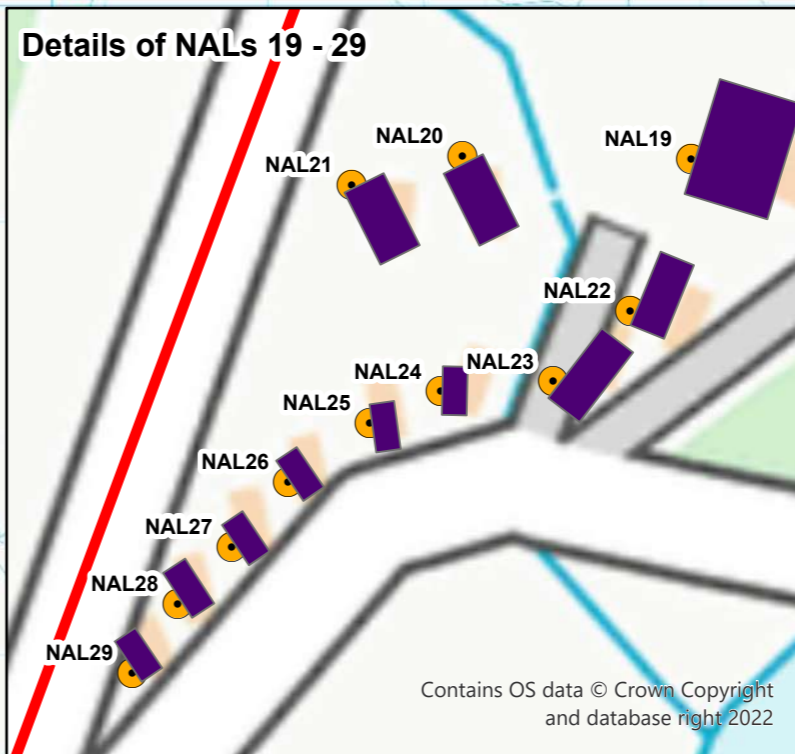 Details of NALs 19 - 29
NAL20
NAL19
NAL21
NAL22
NAL24
NAL23
NAL25
NAL26
NAL27
NAL28
NAL29
Contains OS data © Crown Copyright
and database right 2022